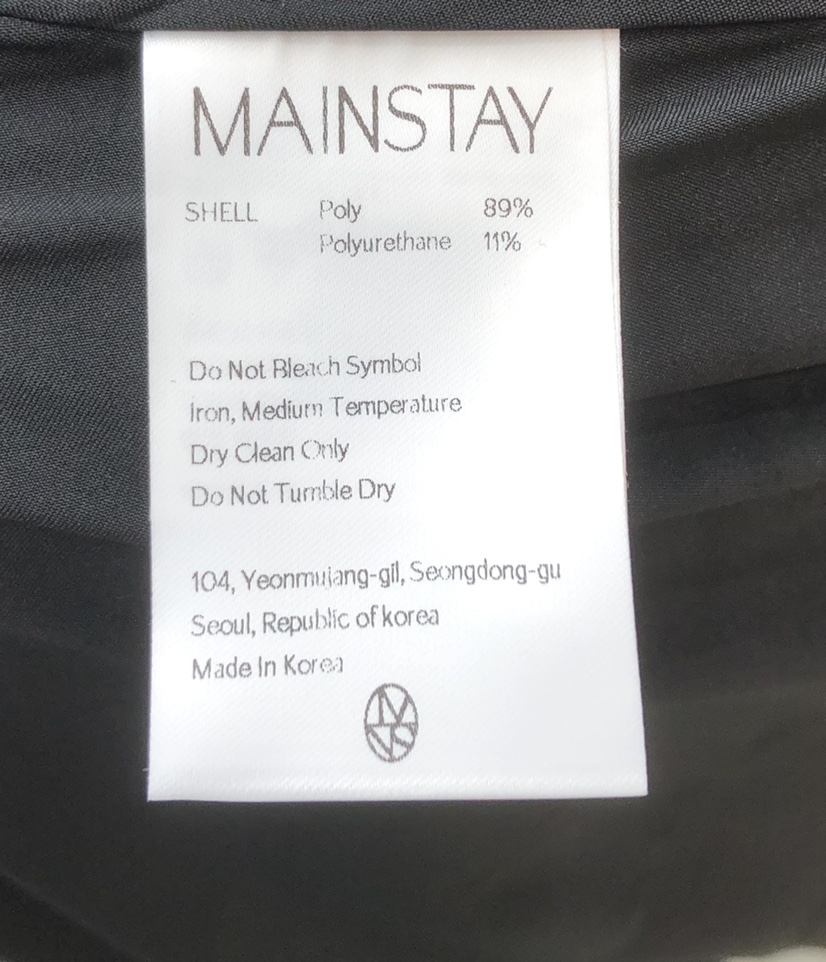 MAINSTAY
SHELL Poly 89%
Polyurethane 11%
Do Not Bleach Symbol
Iron, Medium Temperature
Dry Clean Only
Do Not Tumble Dry
104, Yeonmujang-gil, Seongdong-gu
Seoul, Republic of korea
Made In Korea
M
NS